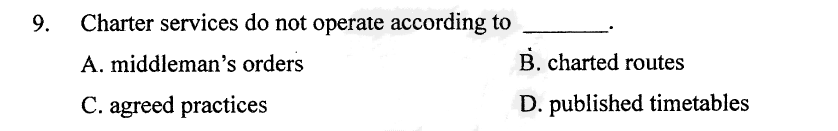 9. Charter services do not operate according to _______.
A. middleman's orders B. charted routes
C. agreed practices D. published timetables